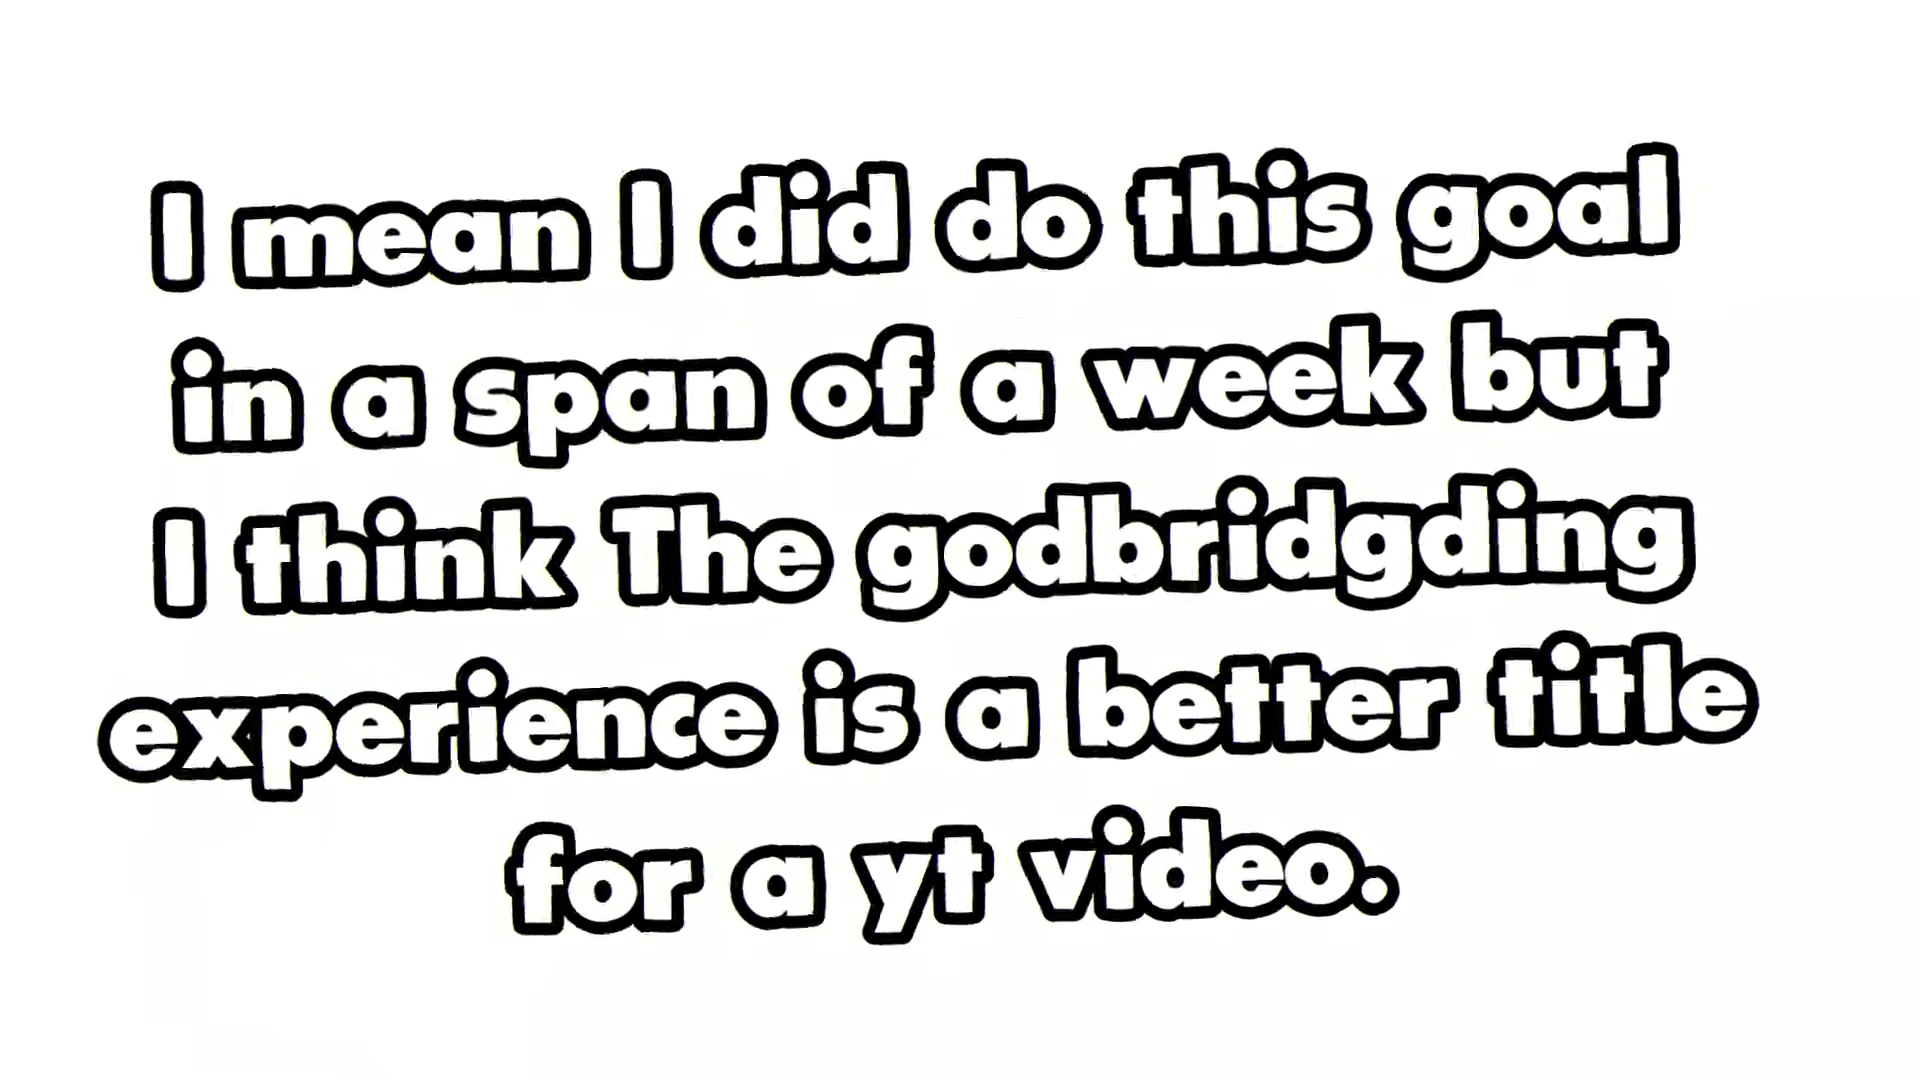 I mean I did do this goal
in a span of a week but
I think The godbridgding
experience is a better title
for a yt video.